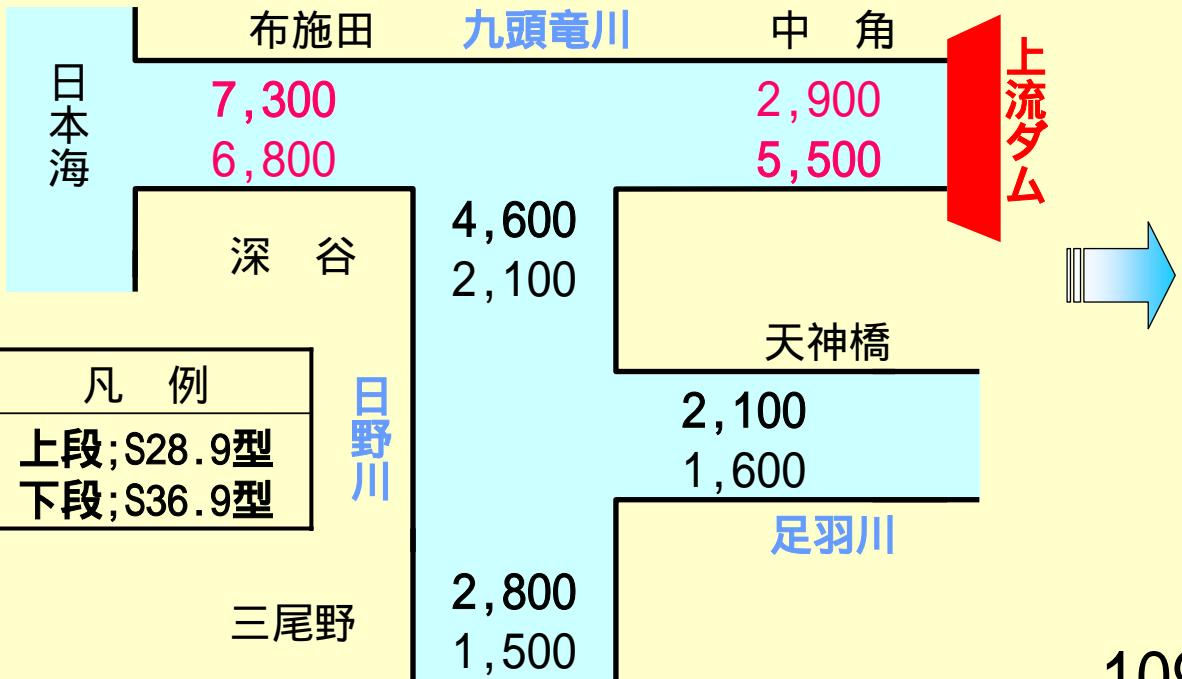 布施田
九頭竜川
中 角
日本海
7,300
6,800
2,900
5,500
上流ダム
深 谷
4,600
2,100
天神橋
凡 例
上段;S28.9型
下段;S36.9型
日野川
2,100
1,600
足羽川
三尾野
2,800
1,500